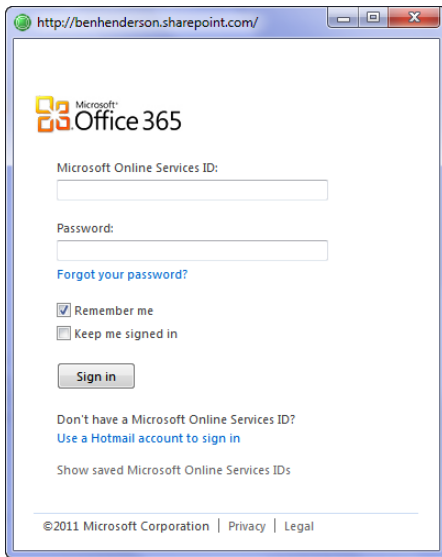 http://benhenderson.sharepoint.com/
Microsoft®
Office 365
Microsoft Online Services ID:
Password:
Forgot your password?
Remember me
Keep me signed in
Sign in
Don't have a Microsoft Online Services ID?
Use a Hotmail account to sign in
Show saved Microsoft Online Services IDs
©2011 Microsoft Corporation | Privacy | Legal